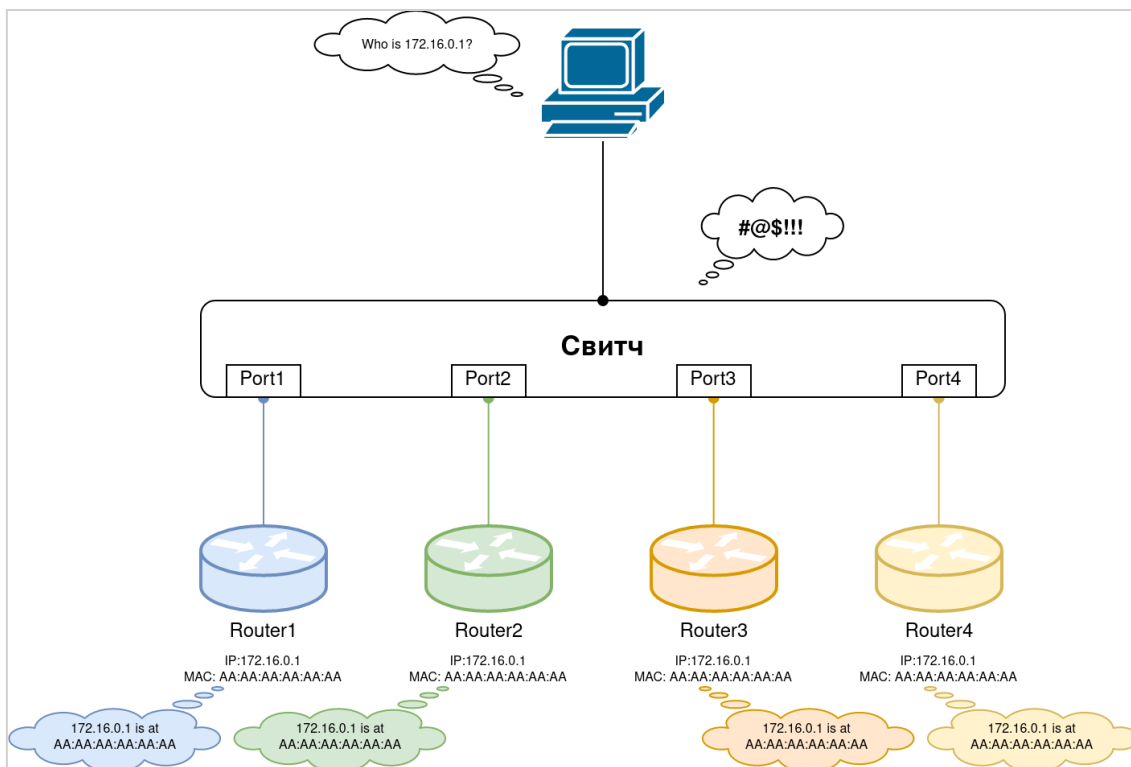 Who is 172.16.0.1?
#@$!!!
Свитч
Port1
Port2
Port3
Port4
Router1
Router2
Router3
Router4
IP:172.16.0.1
MAC: AA:AA:AA:AA:AA:AA
IP:172.16.0.1
MAC: AA:AA:AA:AA:AA:AA
IP:172.16.0.1
MAC: AA:AA:AA:AA:AA:AA
IP:172.16.0.1
MAC: AA:AA:AA:AA:AA:AA
172.16.0.1 is at
AA:AA:AA:AA:AA:AA
172.16.0.1 is at
AA:AA:AA:AA:AA:AA
172.16.0.1 is at
AA:AA:AA:AA:AA:AA
172.16.0.1 is at
AA:AA:AA:AA:AA:AA